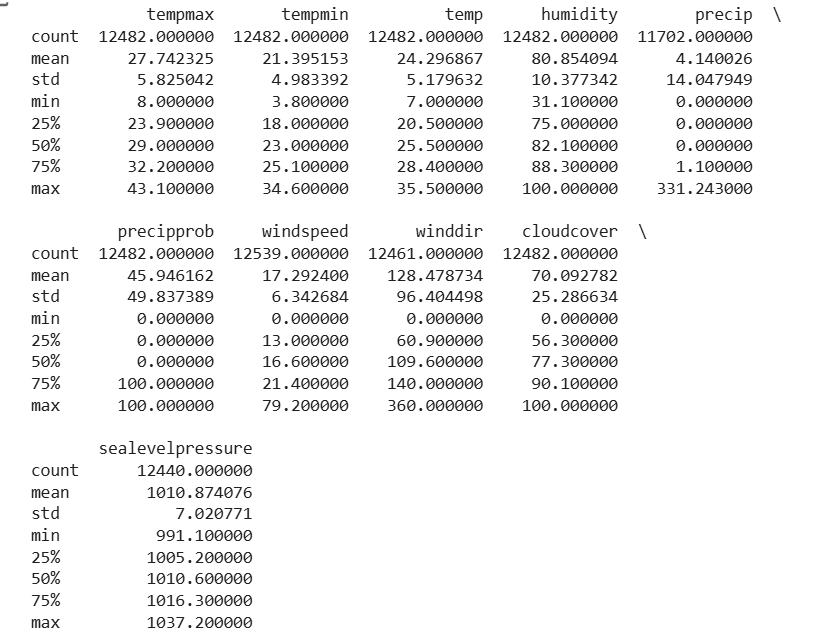 tempmax tempmin temp humidity precip \
count 12482.000000 12482.000000 12482.000000 12482.000000 11702.000000
mean 27.742325 21.395153 24.296867 80.854094 4.140026
std 5.825042 4.983392 5.179632 10.377342 14.047949
min 8.000000 3.800000 7.000000 31.100000 0.000000
25% 23.900000 18.000000 20.500000 75.000000 0.000000
50% 29.000000 23.000000 25.500000 82.100000 0.000000
75% 32.200000 25.100000 28.400000 88.300000 1.100000
max 43.100000 34.600000 35.500000 100.000000 331.243000
precipprob windspeed winddir cloudcover \
count 12482.000000 12539.000000 12461.000000 12482.000000
mean 45.946162 17.292400 128.478734 70.092782
std 49.837389 6.342684 96.404498 25.286634
min 0.000000 0.000000 0.000000 0.000000
25% 0.000000 13.000000 60.900000 56.300000
50% 0.000000 16.600000 109.600000 77.300000
75% 100.000000 21.400000 140.000000 90.100000
max 100.000000 79.200000 360.000000 100.000000
sealevelpressure
count 12440.000000
mean 1010.874076
std 7.020771
min 991.100000
25% 1005.200000
50% 1010.600000
75% 1016.300000
max 1037.200000